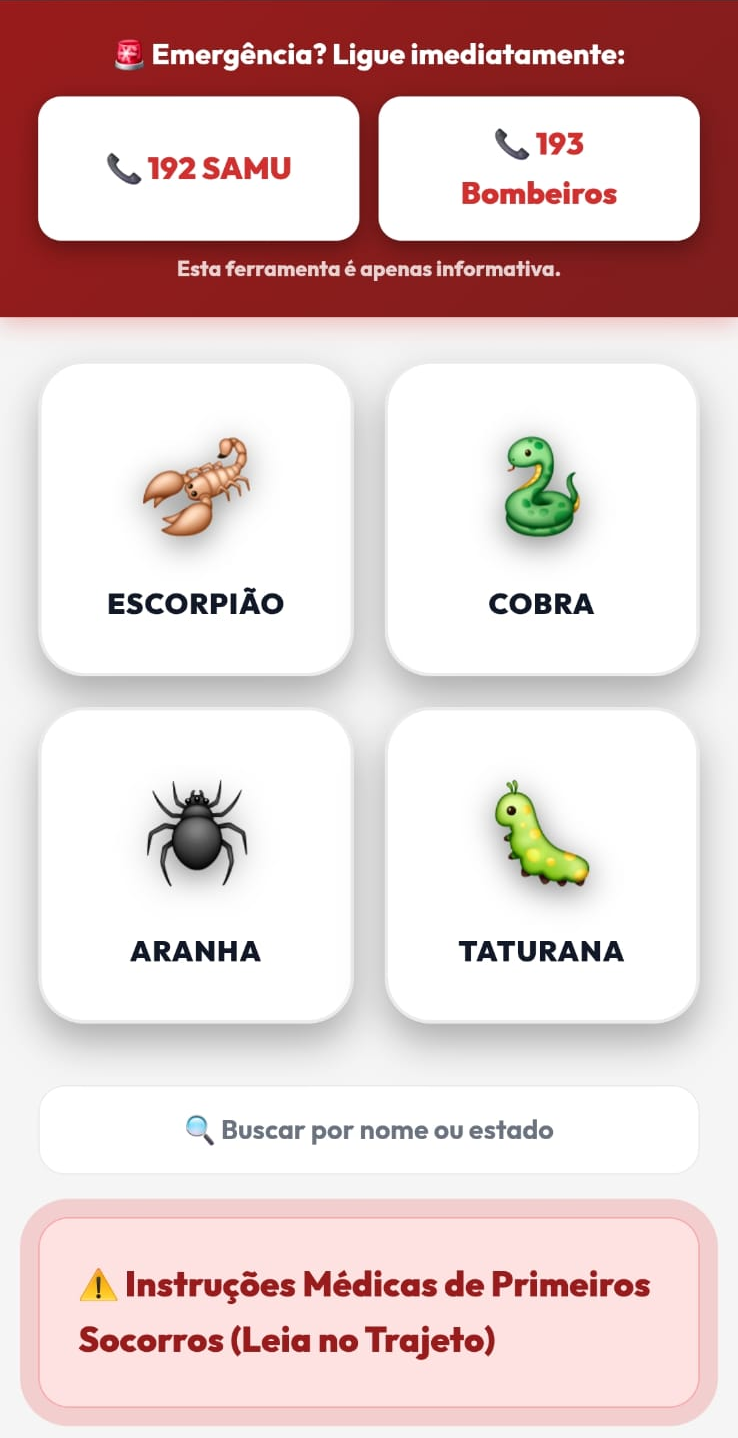 🚨 Emergência? Ligue imediatamente:
📞 192 SAMU
📞 193
Bombeiros
Esta ferramenta é apenas informativa.
ESCORPIÃO
COBRA
ARANHA
TATURANA
🔍 Buscar por nome ou estado
⚠️ Instruções Médicas de Primeiros
Socorros (Leia no Trajeto)